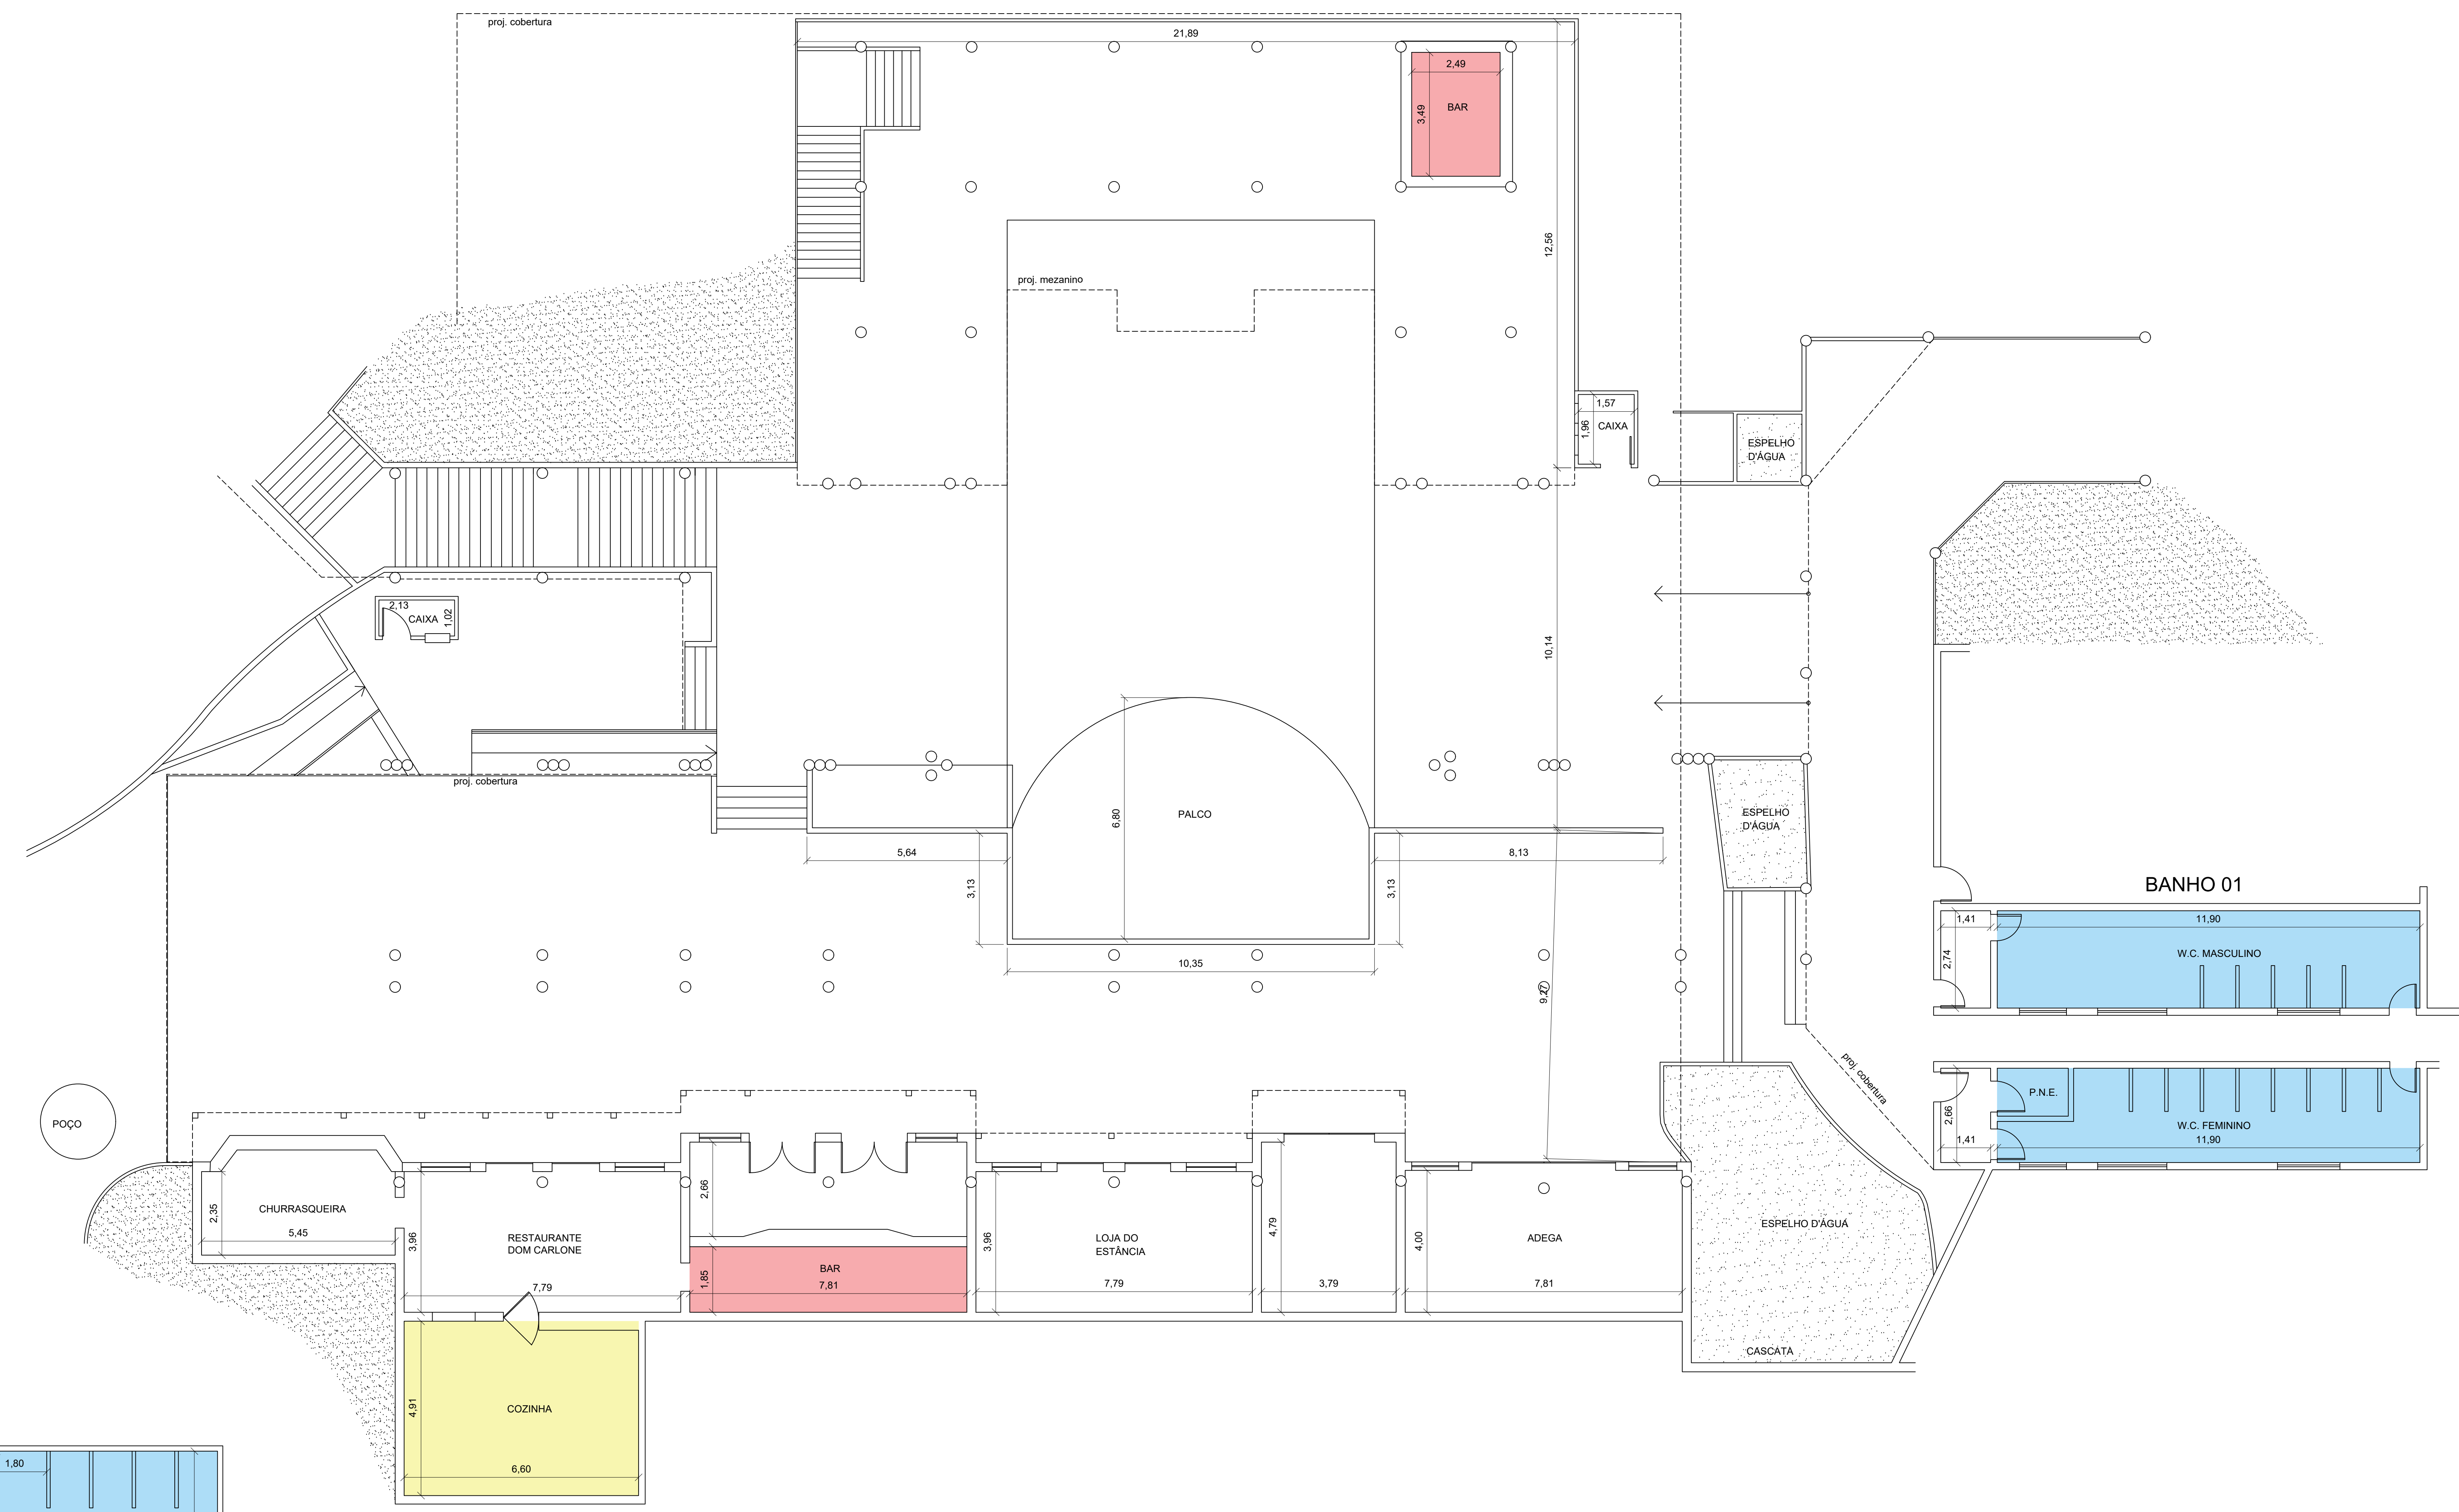 proj. cobertura
21,89
2,49
BAR
3,49
12,56
proj. mezanino
1,57
1,96
CAIXA
ESPELHO
D'ÁGUA
2,13
CAIXA
1,02
10,14
proj. cobertura
6,80
PALCO
ESPELHO
D'ÁGUA
5,64
8,13
3,13
3,13
BANHO 01
1,41
11,90
2,74
W.C. MASCULINO
10,35
9,27
proj. cobertura
P.N.E.
2,66
W.C. FEMININO
1,41
11,90
POÇO
CHURRASQUEIRA
2,35
5,45
3,96
RESTAURANTE
DOM CARLONE
7,79
2,66
BAR
1,85
7,81
3,96
LOJA DO
ESTÂNCIA
7,79
4,79
3,79
4,00
ADEGA
7,81
ESPELHO D'ÁGUA
CASCATA
4,91
COZINHA
6,60
1,80